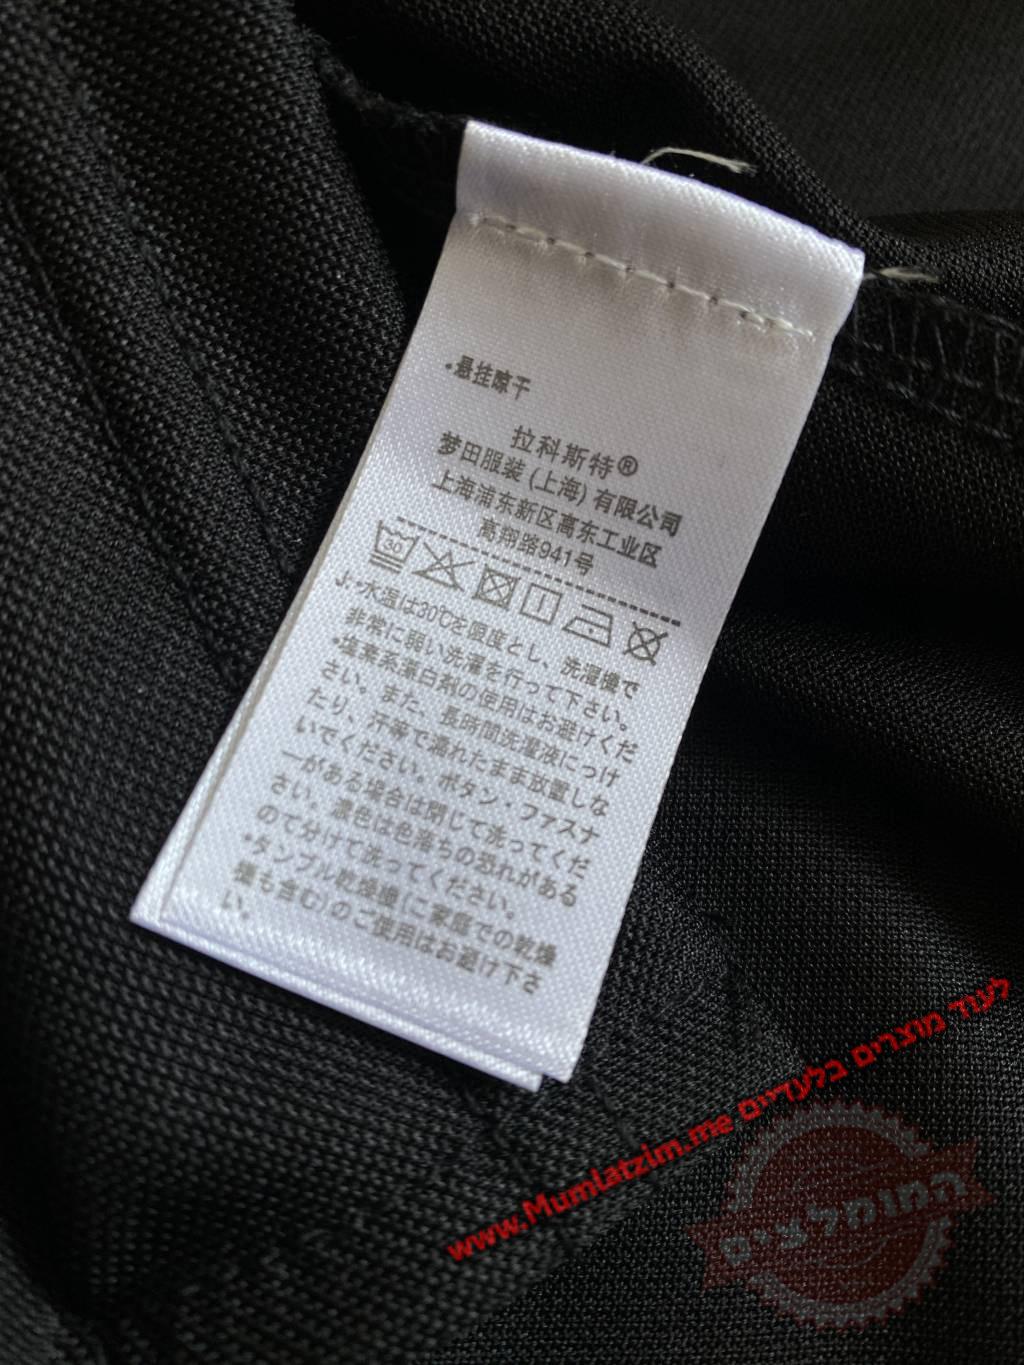 •悬挂晾干
拉科斯特®
梦田服装 (上海) 有限公司
上海浦东新区高东工业区
高翔路941号
30
J: •水温は30℃を限度とし、洗濯機で
非常に弱い洗濯を行って下さい。
•塩素系漂白剤の使用はお避けくだ
さい。また、長時間洗濯液につけ
たり、汗等で濡れたまま放置しな
いでください。ボタン・ファスナ
ーがある場合は閉じて洗ってくだ
さい。濃色は色落ちの恐れがある
ので分けて洗ってください。
•タンブル乾燥機(ご家庭での乾燥
機も含む)のご使用はお避け下さ
い。
לעוד מוצרים בלעדיים www.Mumlatzim.me
המומלצים